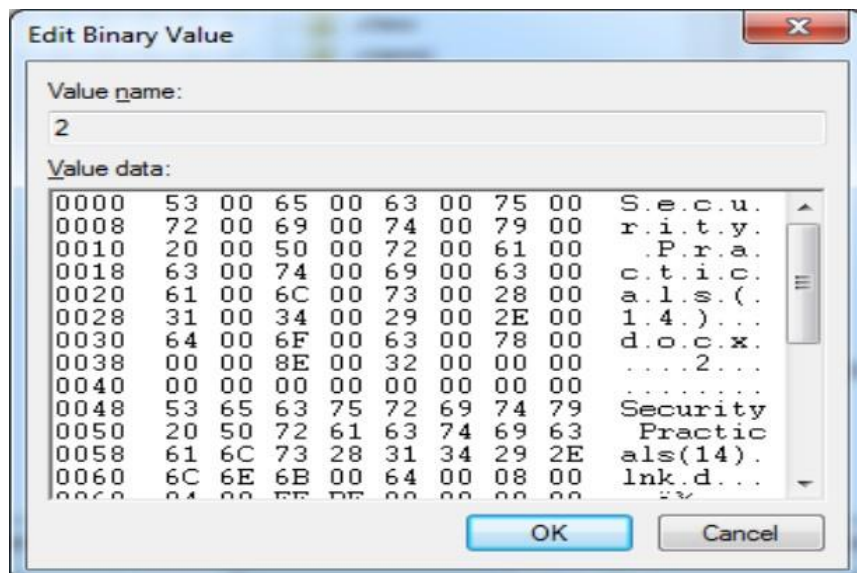 Edit Binary Value
Value name:
2
Value data:
0000 53 00 65 00 63 00 75 00 S.e.c.u.
0008 72 00 69 00 74 00 79 00 r.i.t.y.
0010 20 00 50 00 72 00 61 00 .P.r.a.
0018 63 00 74 00 69 00 63 00 c.t.i.c.
0020 61 00 6C 00 73 00 28 00 a.l.s.(.
0028 31 00 34 00 29 00 2E 00 1.4.)...
0030 64 00 6F 00 63 00 78 00 d.o.c.x.
0038 00 00 8E 00 32 00 00 00 ....2...
0040 00 00 00 00 00 00 00 00 ........
0048 53 65 63 75 72 69 74 79 Security
0050 20 50 72 61 63 74 69 63 Practic
0058 61 6C 73 28 31 34 29 2E als(14).
0060 6C 6E 6B 00 64 00 08 00 lnk.d...
OK Cancel